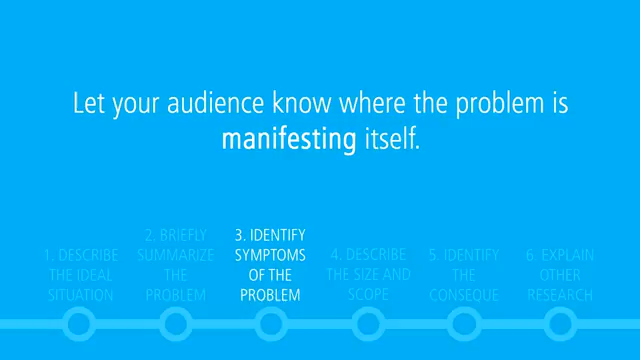 Let your audience know where the problem is
manifesting itself.
1. DESCRIBE
THE IDEAL
SITUATION
2. BRIEFLY
SUMMARIZE
THE
PROBLEM
3. IDENTIFY
SYMPTOMS
OF THE
PROBLEM
4. DESCRIBE
THE SIZE AND
SCOPE
5. IDENTIFY
THE
CONSEQUE
6. EXPLAIN
OTHER
RESEARCH